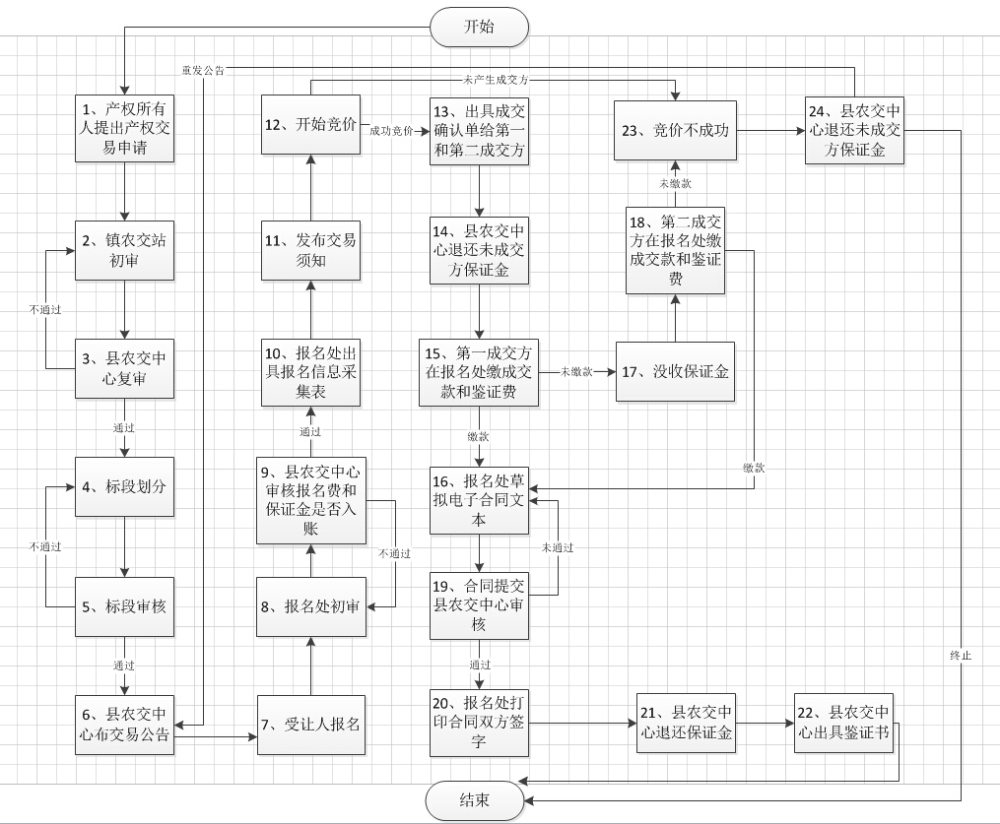 开始
重发公告
未产生成交方
1、产权所有
人提出产权交
易申请
2、镇农交站
初审
不通过
3、县农交中
心复审
通过
4、标段划分
不通过
5、标段审核
通过
6、县农交中
心布交易公告
7、受让人报名
8、报名处初审
不通过
9、县农交中心
审核报名费和
保证金是否入
账
通过
10、报名处出
具报名信息采
集表
11、发布交易
须知
12、开始竞价
成功竞价
13、出具成交
确认单给第一
和第二成交方
14、县农交中
心退还未成交
方保证金
15、第一成交方
在报名处缴成交
款和鉴证费
未缴款
缴款
16、报名处草
拟电子合同文
本
17、没收保证金
18、第二成交
方在报名处缴
成交款和鉴证
费
未缴款
缴款
未通过
19、合同提交
县农交中心审
核
通过
20、报名处打
印合同双方签
字
21、县农交中
心退还保证金
22、县农交中
心出具鉴证书
23、竞价不成功
24、县农交中
心退还未成交
方保证金
终止
结束